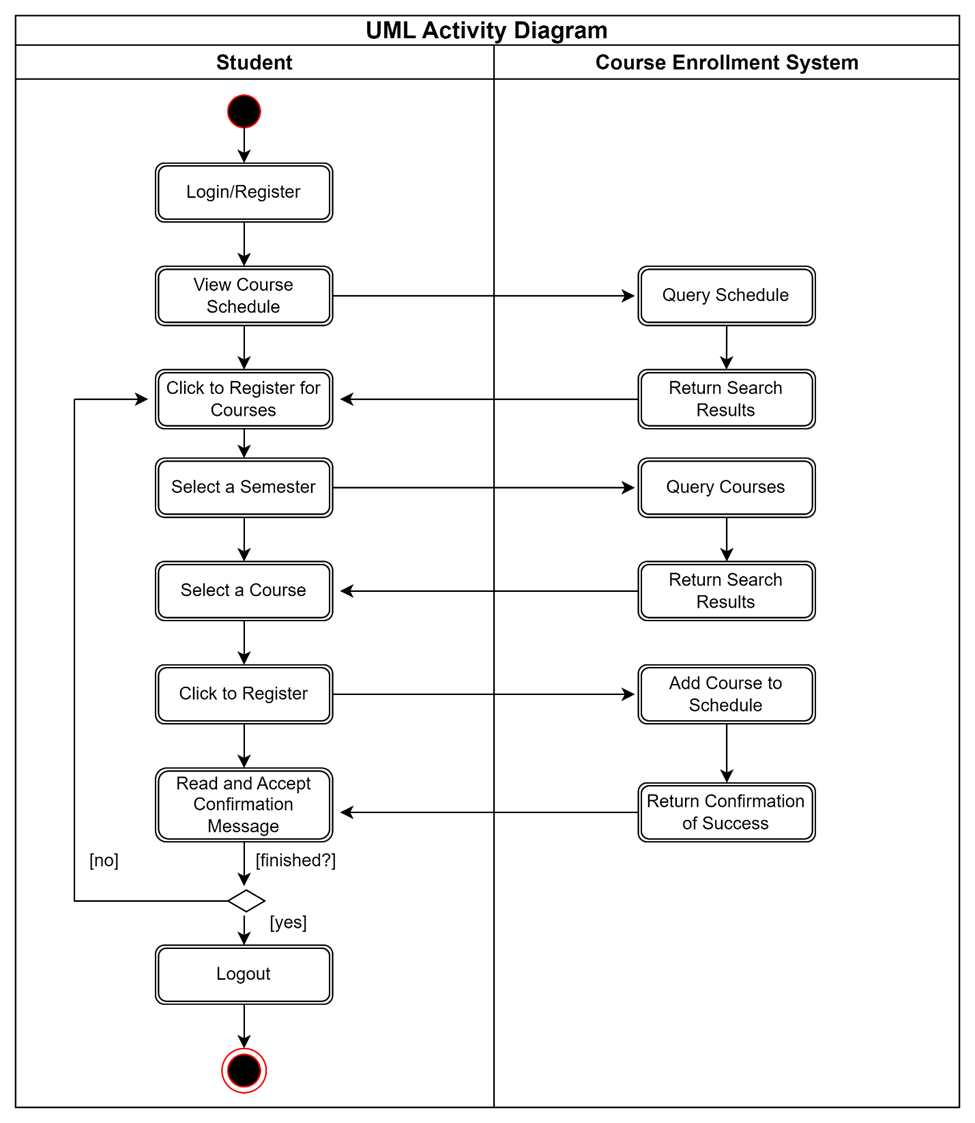 UML Activity Diagram
Student
Course Enrollment System
Login/Register
View Course
Schedule
Query Schedule
Click to Register for
Courses
Return Search
Results
Select a Semester
Query Courses
Select a Course
Return Search
Results
Click to Register
Add Course to
Schedule
Read and Accept
Confirmation
Message
Return Confirmation
of Success
[no]
[finished?]
[yes]
Logout